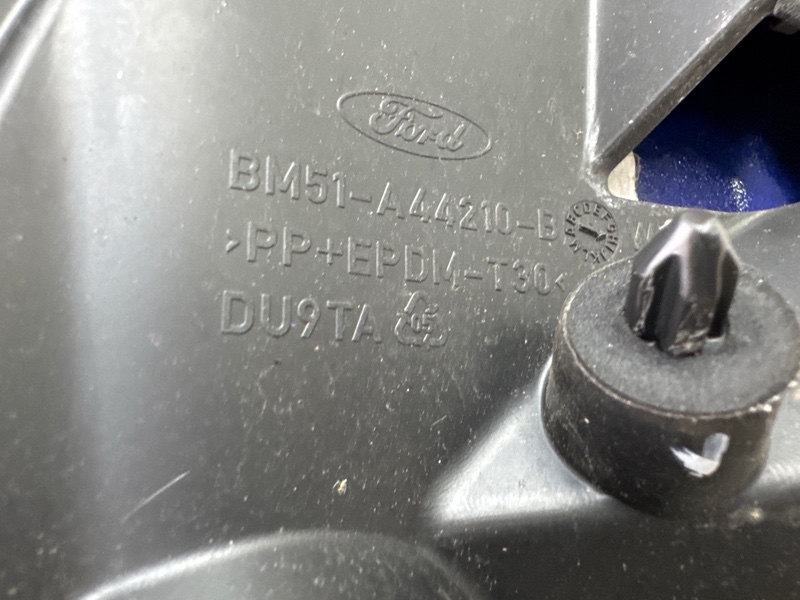 Ford
BM51-A44210-B
>PP+EPDM-T30<
DU9TA 05